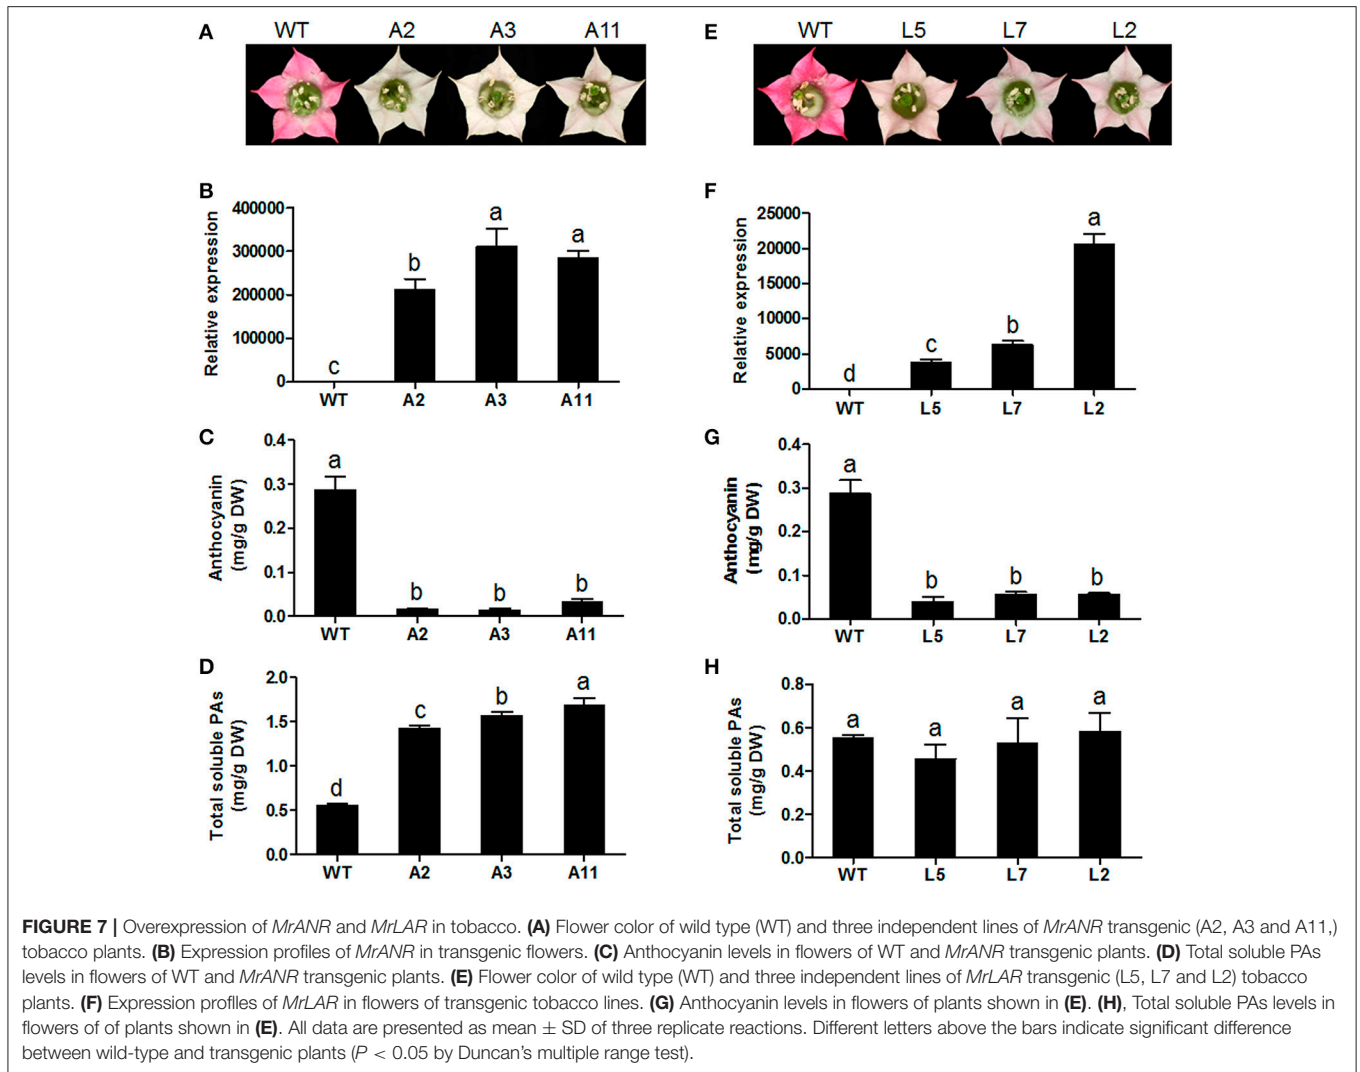 A
WT A2 A3 A11
E
WT L5 L7 L2
B
Relative expression
400000
300000
200000
100000
0
c b a a
WT A2 A3 A11
F
Relative expression
25000
20000
15000
10000
5000
0
d c b a
WT L5 L7 L2
C
Anthocyanin
(mg/g DW)
0.4
0.3
0.2
0.1
0.0
a b b b
WT A2 A3 A11
G
Anthocyanin
(mg/g DW)
0.4
0.3
0.2
0.1
0.0
a b b b
WT L5 L7 L2
D
Total soluble PAs
(mg/g DW)
2.0
1.5
1.0
0.5
0.0
d c b a
WT A2 A3 A11
H
Total soluble PAs
(mg/g DW)
0.8
0.6
0.4
0.2
0.0
a a a a
WT L5 L7 L2
FIGURE 7 | Overexpression of MrANR and MrLAR in tobacco. (A) Flower color of wild type (WT) and three independent lines of MrANR transgenic (A2, A3 and A11,)
tobacco plants. (B) Expression profiles of MrANR in transgenic flowers. (C) Anthocyanin levels in flowers of WT and MrANR transgenic plants. (D) Total soluble PAs
levels in flowers of WT and MrANR transgenic plants. (E) Flower color of wild type (WT) and three independent lines of MrLAR transgenic (L5, L7 and L2) tobacco
plants. (F) Expression profiles of MrLAR in flowers of transgenic tobacco lines. (G) Anthocyanin levels in flowers of plants shown in (E). (H), Total soluble PAs levels in
flowers of of plants shown in (E). All data are presented as mean ± SD of three replicate reactions. Different letters above the bars indicate significant difference
between wild-type and transgenic plants (P < 0.05 by Duncan's multiple range test).